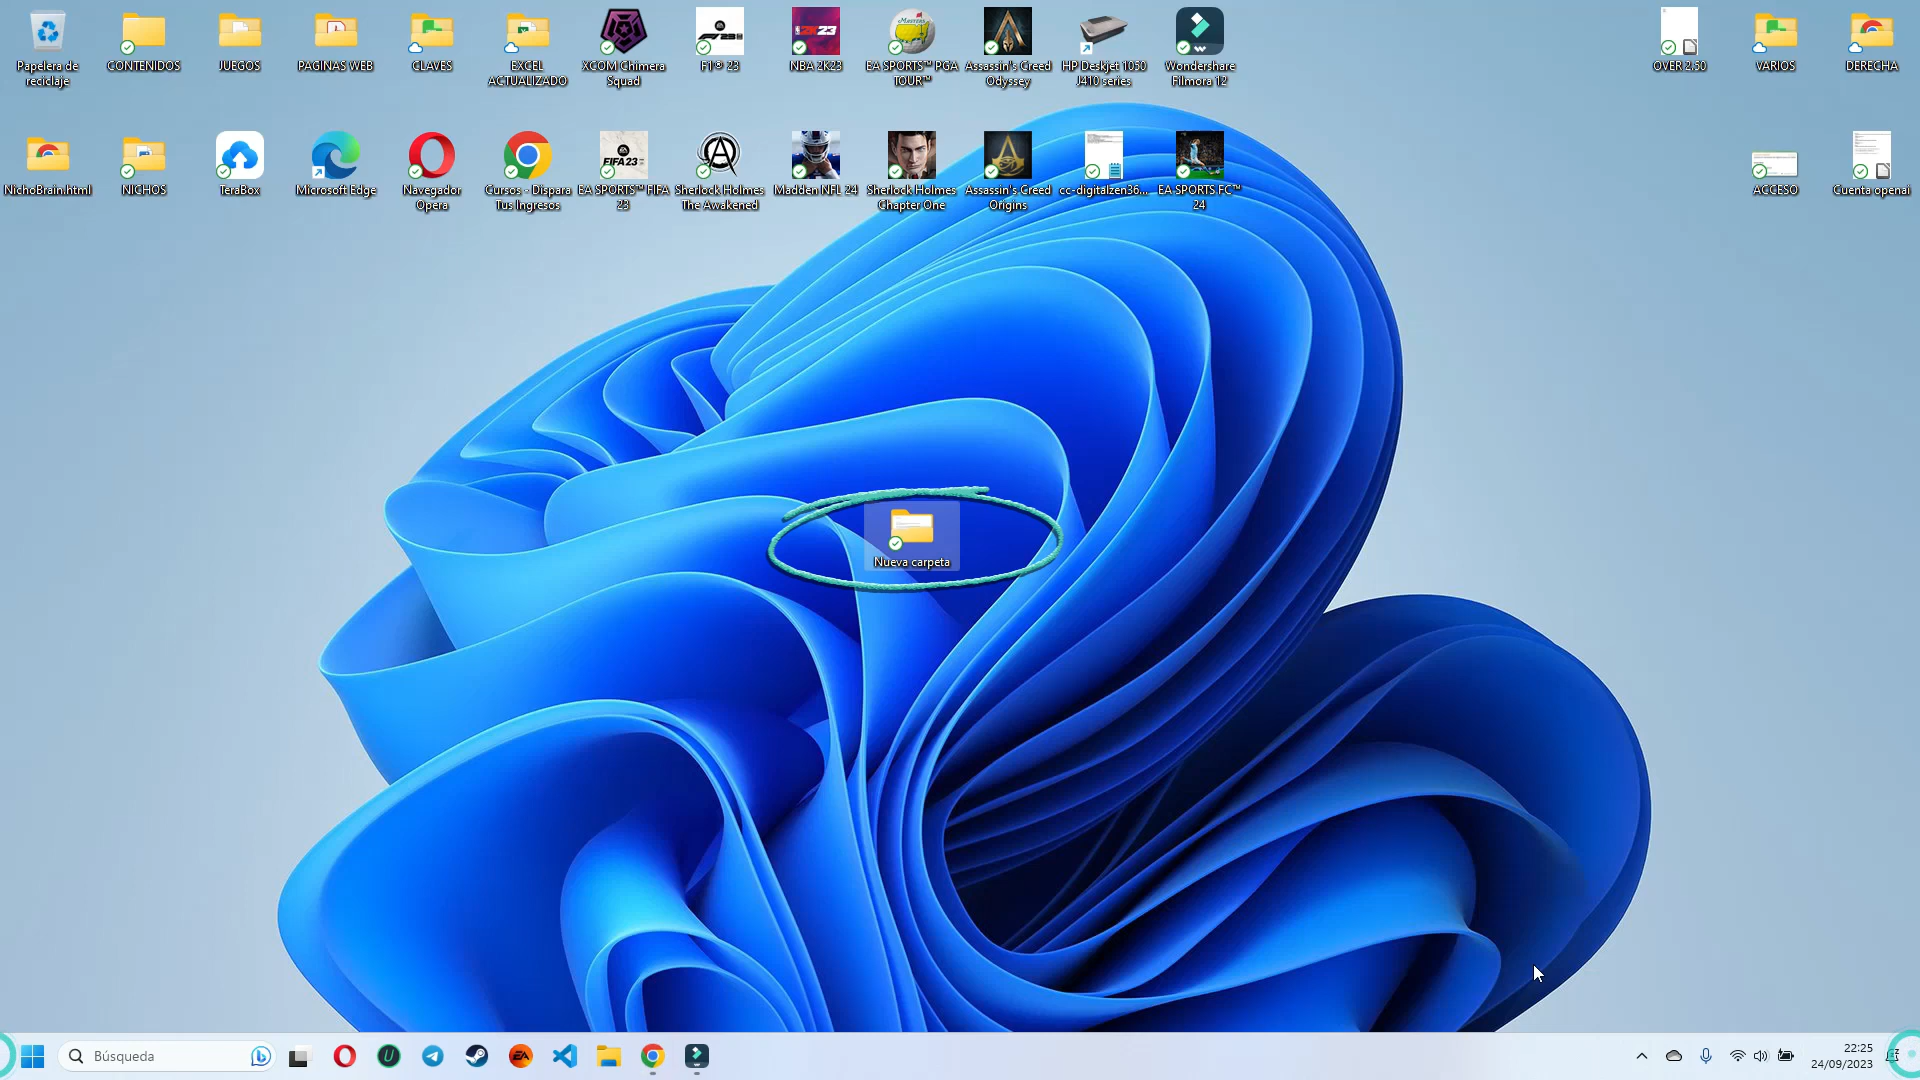 Papelera de
reciclaje
CONTENIDOS
JUEGOS
PAGINAS WEB
CLAVES
EXCEL
ACTUALIZADO
XCOM Chimera
Squad
F1® 23
NBA 2K23
EA SPORTS™ PGA
TOUR™
Assassin's Creed
Odyssey
HP Deskjet 1050
J410 series
Wondershare
Filmora 12
OVER 2,50
VARIOS
DERECHA
NichoBrain.html
NICHOS
TeraBox
Microsoft Edge
Navegador
Opera
Cursos - Dispara
Tus Ingresos
EA SPORTS™ FIFA
23
Sherlock Holmes
The Awakened
Madden NFL 24
Sherlock Holmes
Chapter One
Assassin's Creed
Origins
cc-digitalzen36...
EA SPORTS FC™
24
ACCESO
Cuenta openai
Nueva carpeta
Búsqueda
22:25
24/09/2023